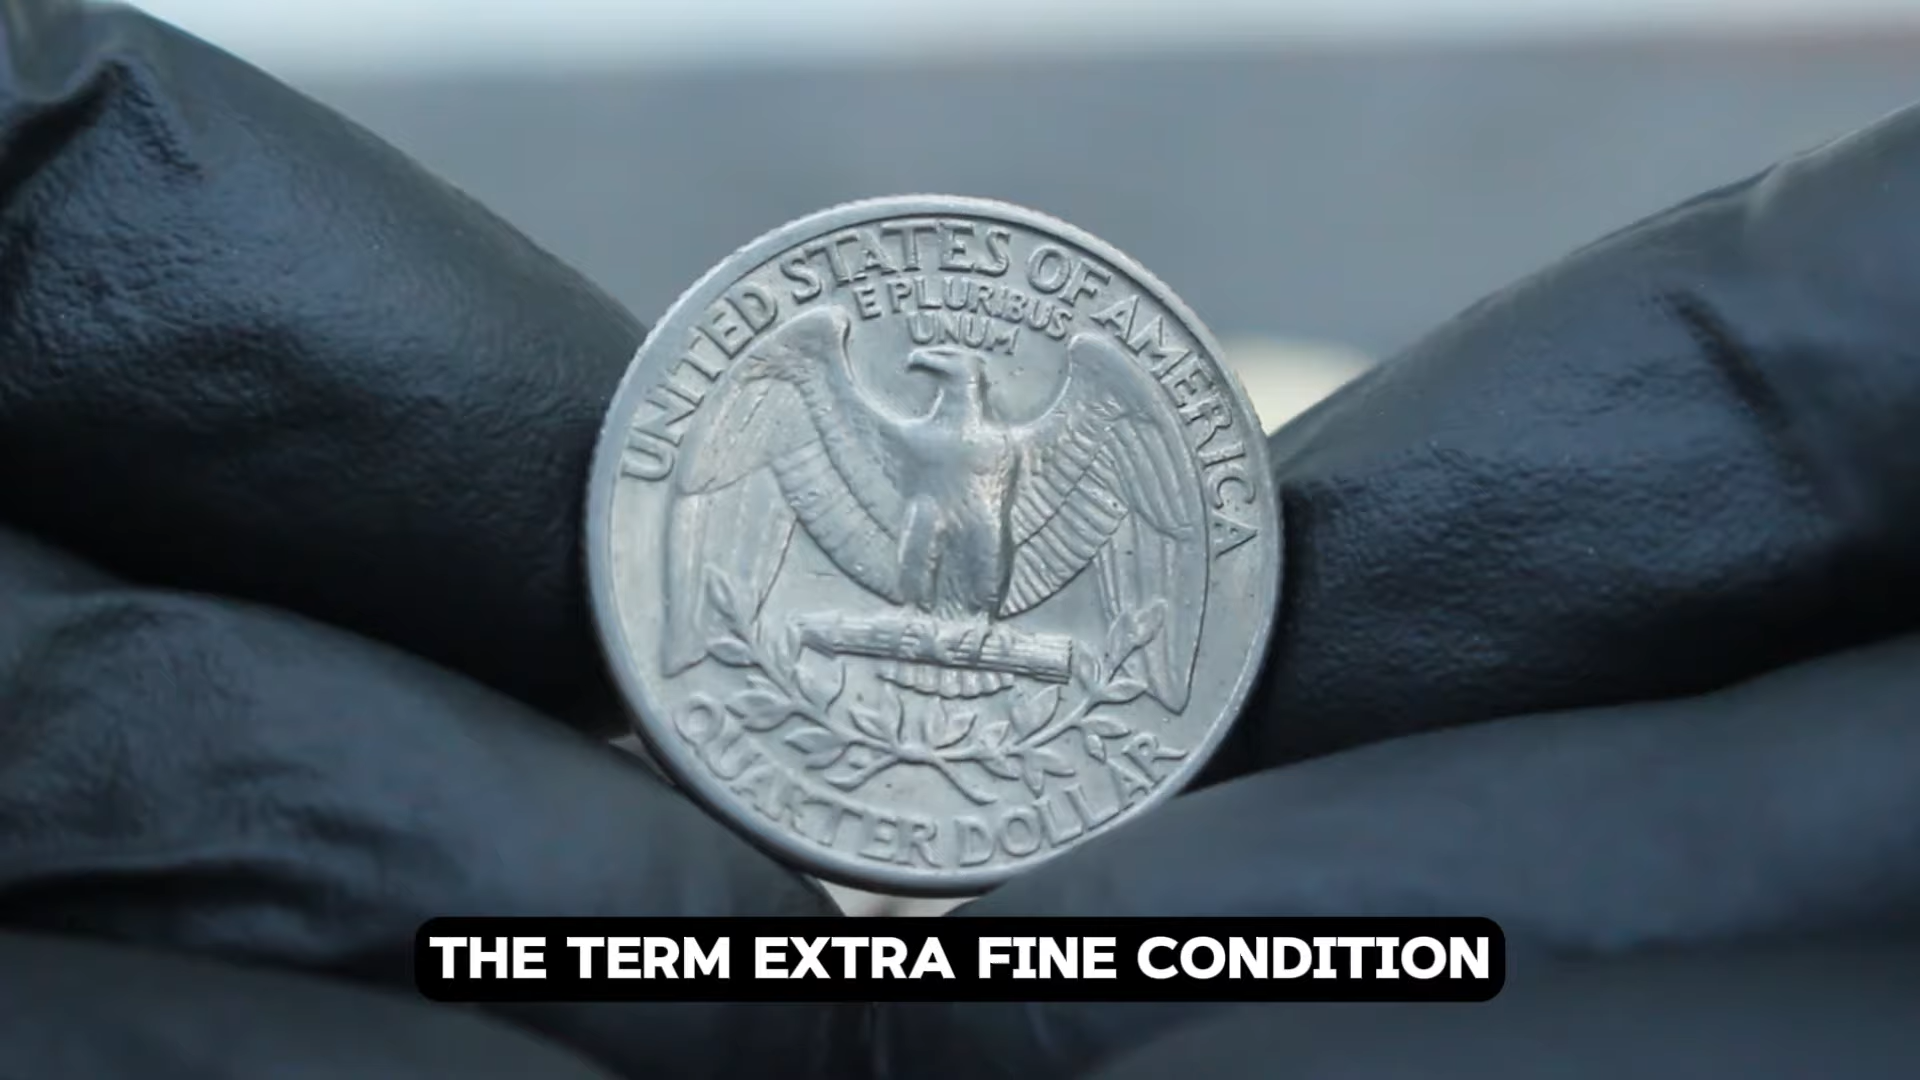 UNITED STATES OF AMERICA
E PLURIBUS
UNUM
QUARTER DOLLAR
THE TERM EXTRA FINE CONDITION